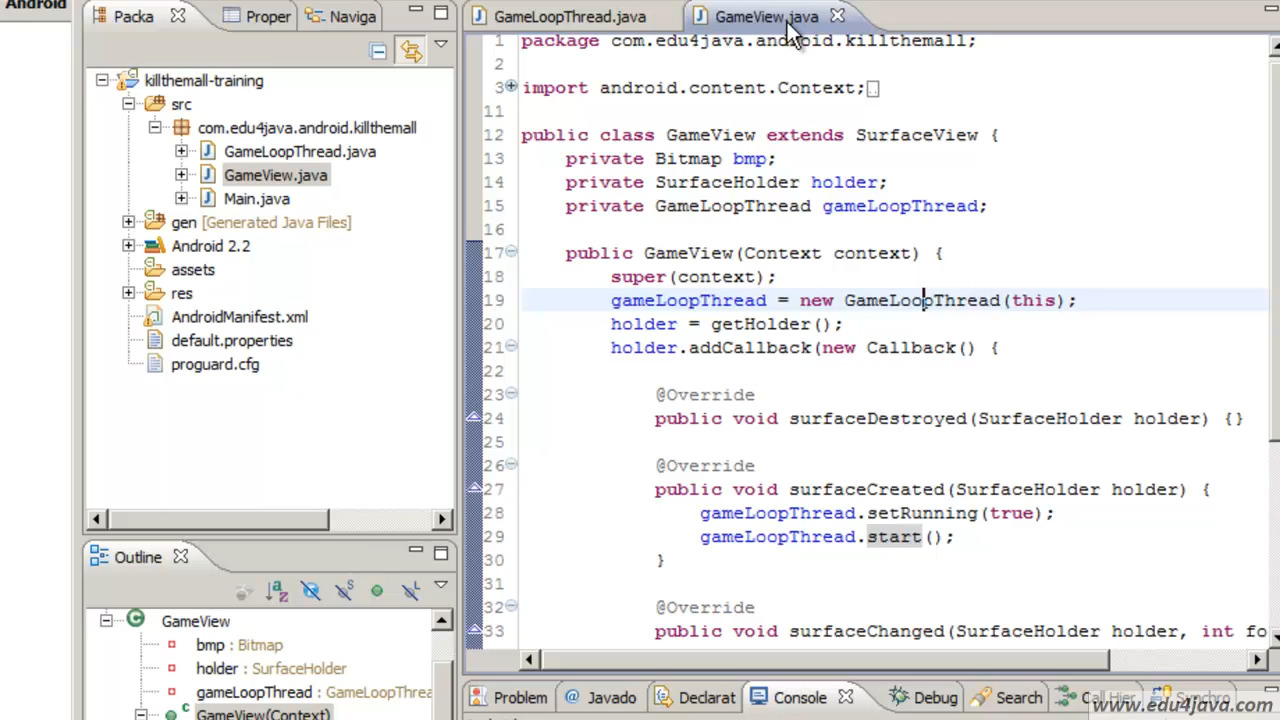 Android
Packa
Proper
Naviga
killthemall-training
src
com.edu4java.android.killthemall
GameLoopThread.java
GameView.java
Main.java
gen [Generated Java Files]
Android 2.2
assets
res
AndroidManifest.xml
default.properties
proguard.cfg
Outline
GameView
bmp : Bitmap
holder : SurfaceHolder
gameLoopThread : GameLoopThrea
GameView(Context)
GameLoopThread.java
GameView.java
1 package com.edu4java.android.killthemall;
2
3 import android.content.Context;
11
12 public class GameView extends SurfaceView {
13 private Bitmap bmp;
14 private SurfaceHolder holder;
15 private GameLoopThread gameLoopThread;
16
17 public GameView(Context context) {
18 super(context);
19 gameLoopThread = new GameLoopThread(this);
20 holder = getHolder();
21 holder.addCallback(new Callback() {
22
23 @Override
24 public void surfaceDestroyed(SurfaceHolder holder) {}
25
26 @Override
27 public void surfaceCreated(SurfaceHolder holder) {
28 gameLoopThread.setRunning(true);
29 gameLoopThread.start();
30 }
31
32 @Override
33 public void surfaceChanged(SurfaceHolder holder, int fo
Problem
@ Javado
Declarat
Console
Debug
Search
Call Hier
Synchro
www.edu4java.com